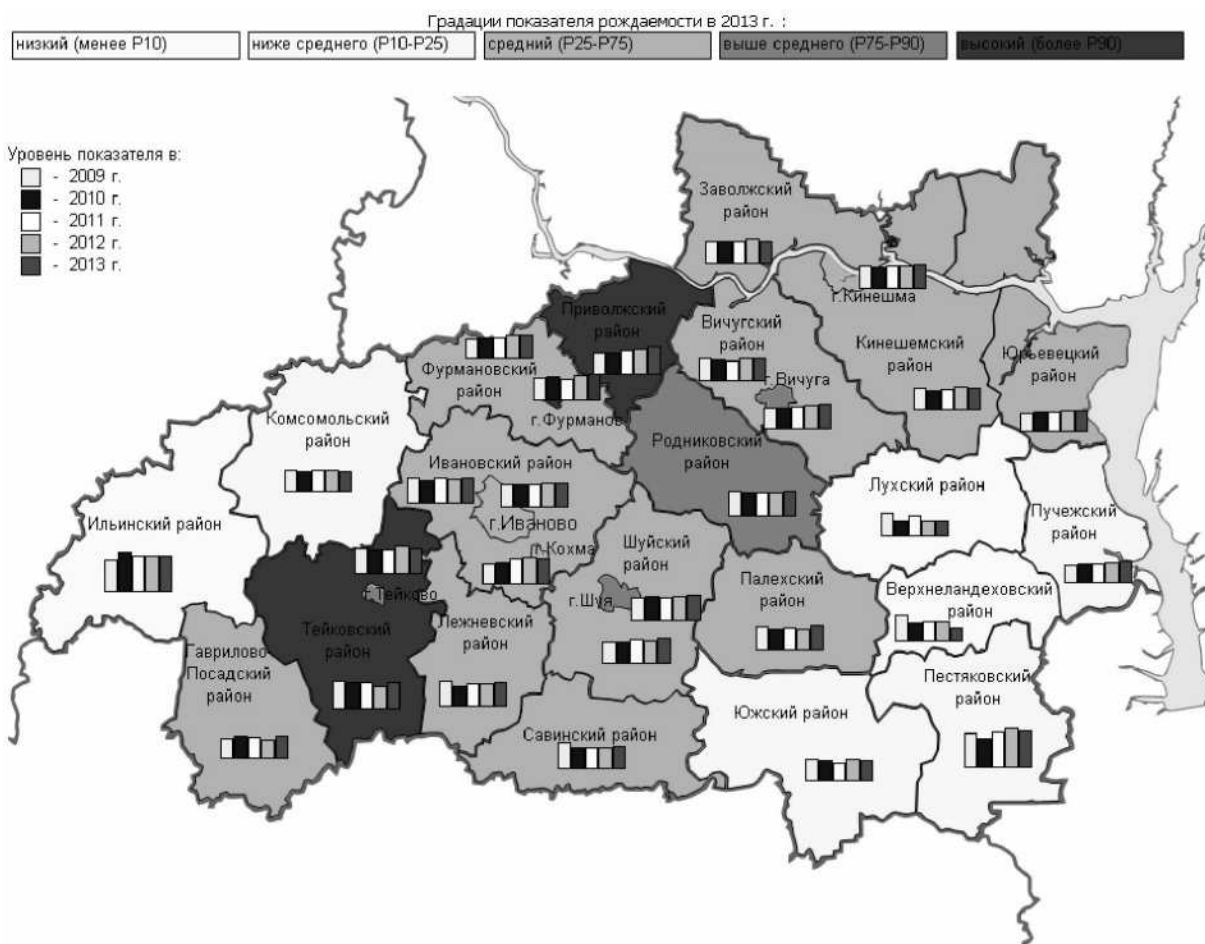 Градации показателя рождаемости в 2013 г. :
низкий (менее P10)
ниже среднего (P10-P25)
средний (P25-P75)
выше среднего (P75-P90)
высокий (более P90)
Уровень показателя в:
- 2009 г.
- 2010 г.
- 2011 г.
- 2012 г.
- 2013 г.
Заволжский
район
г.Кинешма
Приволжский
район
Вичугский
район
Кинешемский
район
Юрьевецкий
район
Фурмановский
район
г.Вичуга
г.Фурманов
Комсомольский
район
Родниковский
район
Ивановский район
Лухский район
Пучежский
район
Ильинский район
г.Иваново
г.Кохма
Шуйский
район
Палехский
район
Верхнеландеховский
район
г.Тейково
г.Шуя
Лежневский
район
Тейковский
район
Гаврилово-
Посадский
район
Пестяковский
район
Южский район
Савинский район